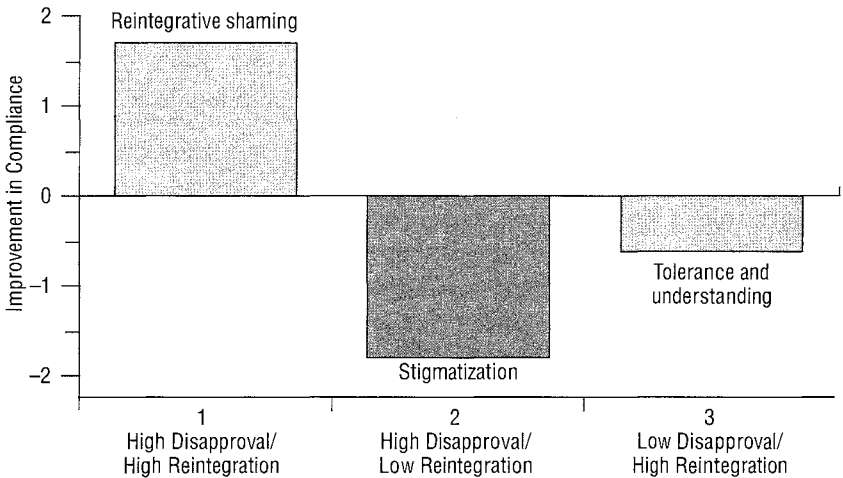 Improvement in Compliance
2
1
0
–1
–2
Reintegrative shaming
Stigmatization
Tolerance and
understanding
1
High Disapproval/
High Reintegration
2
High Disapproval/
Low Reintegration
3
Low Disapproval/
High Reintegration